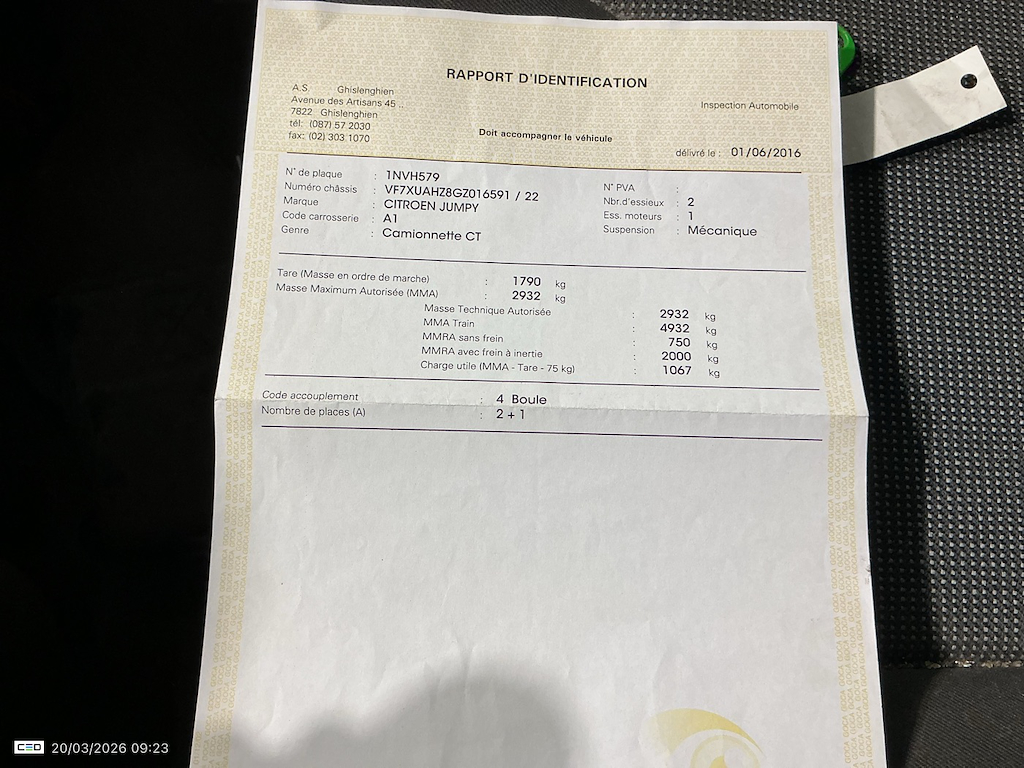 RAPPORT D'IDENTIFICATION
A.S. Ghislenghien
Avenue des Artisans 45 ..
7822 Ghislenghien
tél: (087) 57 2030
fax: (02) 303 1070
Inspection Automobile
Doit accompagner le véhicule
délivré le : 01/06/2016
N° de plaque : 1NVH579
Numéro châssis : VF7XUAHZ8GZ016591 / 22
Marque : CITROEN JUMPY
Code carrosserie : A1
Genre : Camionnette CT
N° PVA :
Nbr.d'essieux : 2
Ess. moteurs : 1
Suspension : Mécanique
Tare (Masse en ordre de marche) : 1790 kg
Masse Maximum Autorisée (MMA) : 2932 kg
Masse Technique Autorisée : 2932 kg
MMA Train : 4932 kg
MMRA sans frein : 750 kg
MMRA avec frein à inertie : 2000 kg
Charge utile (MMA - Tare - 75 kg) : 1067 kg
Code accouplement : 4 Boule
Nombre de places (A) : 2 + 1
CED 20/03/2026 09:23